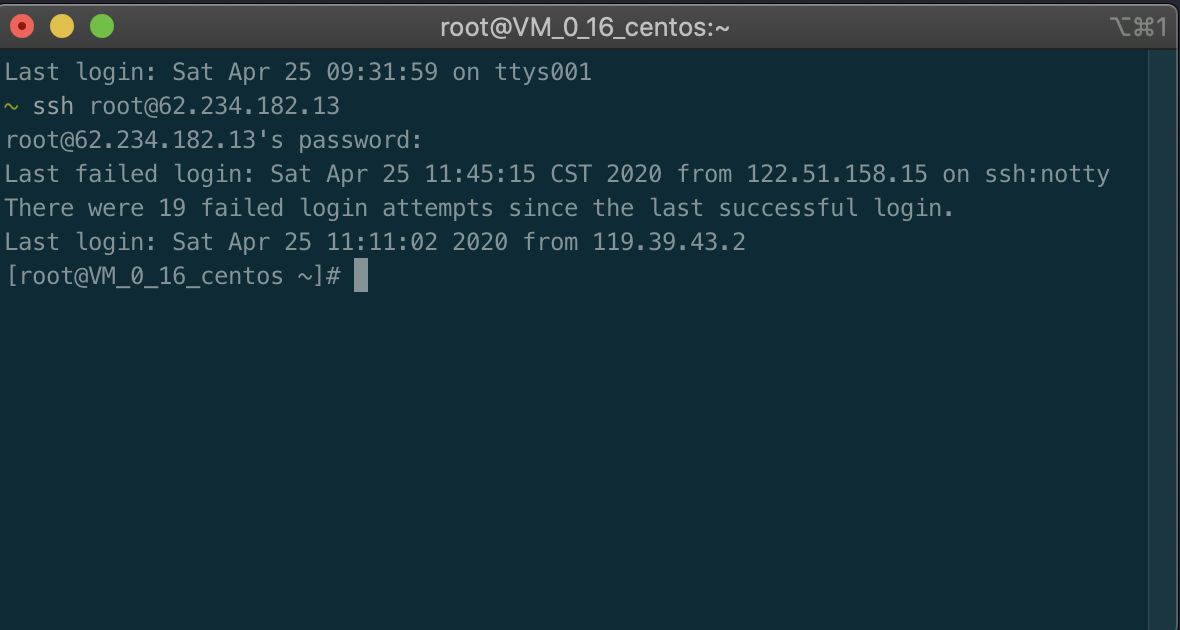 root@VM_0_16_centos:~
⌥⌘1
Last login: Sat Apr 25 09:31:59 on ttys001
~ ssh root@62.234.182.13
root@62.234.182.13's password:
Last failed login: Sat Apr 25 11:45:15 CST 2020 from 122.51.158.15 on ssh:notty
There were 19 failed login attempts since the last successful login.
Last login: Sat Apr 25 11:11:02 2020 from 119.39.43.2
[root@VM_0_16_centos ~]#